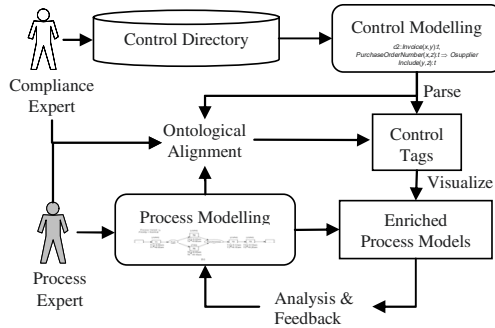 Control Directory
Control Modelling
c2::Invoice(x,y):t,
PurchaseOrderNumber(x,z):t ⇒ Osupplier
Include(y,z):t
Compliance
Expert
Parse
Ontological
Alignment
Control
Tags
Visualize
Process Modelling
Enriched
Process Models
Process
Expert
Analysis &
Feedback